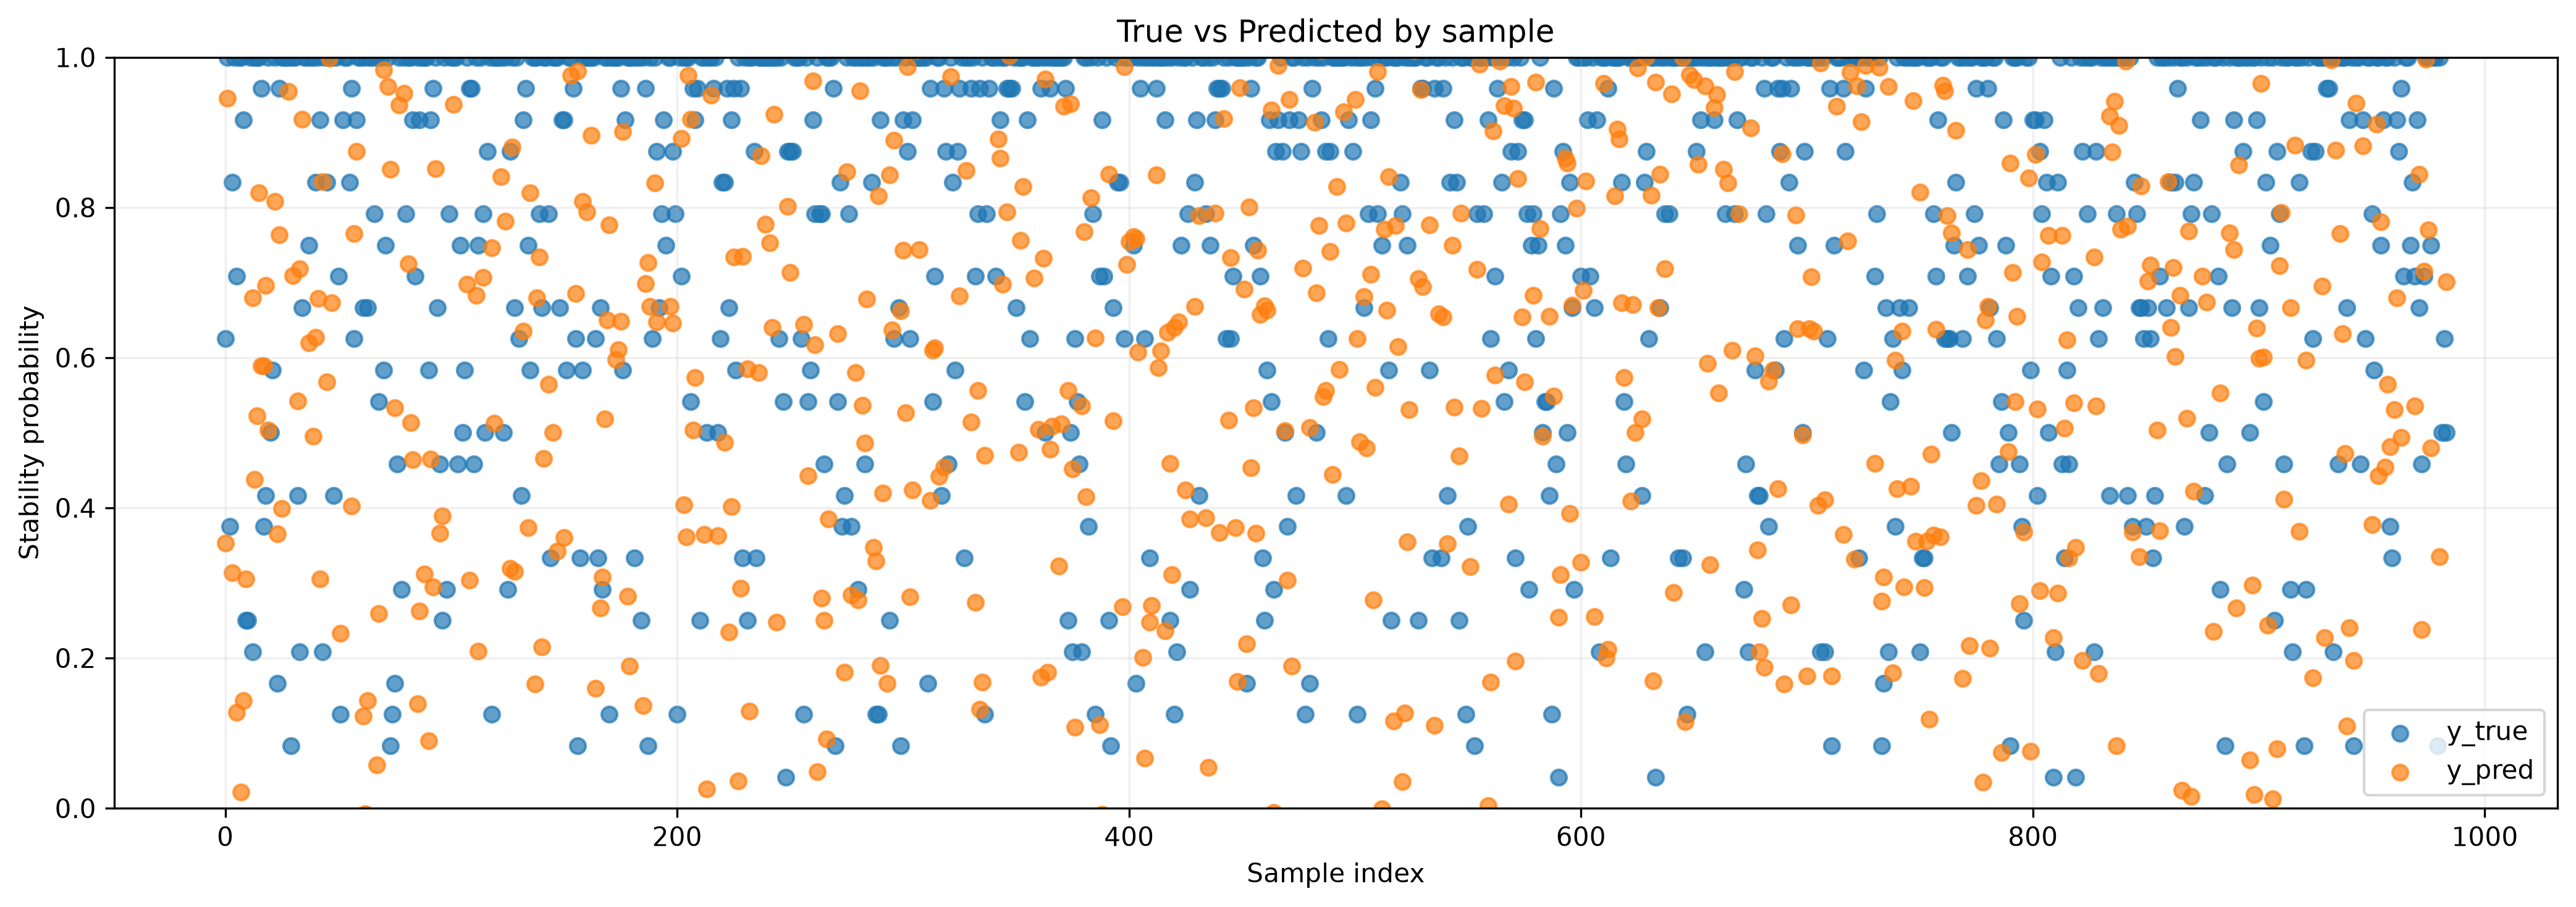 True vs Predicted by sample
Stability probability
1.0
0.8
0.6
0.4
0.2
0.0
0 200 400 600 800 1000
Sample index
y_true
y_pred